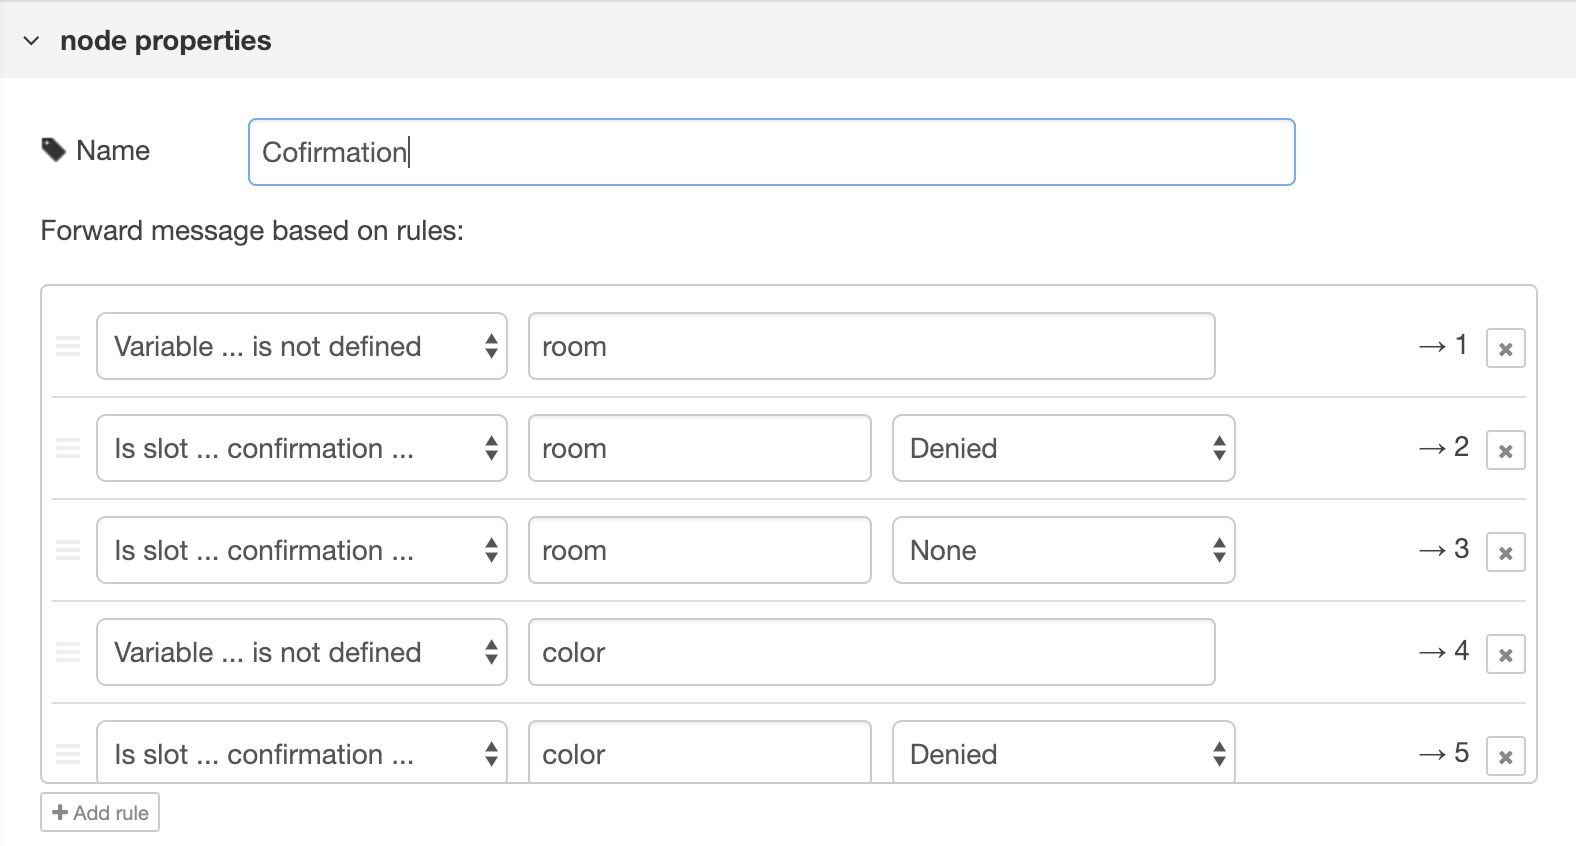 node properties
Name Cofirmation
Forward message based on rules:
Variable ... is not defined room → 1
Is slot ... confirmation ... room Denied → 2
Is slot ... confirmation ... room None → 3
Variable ... is not defined color → 4
Is slot ... confirmation ... color Denied → 5
Add rule